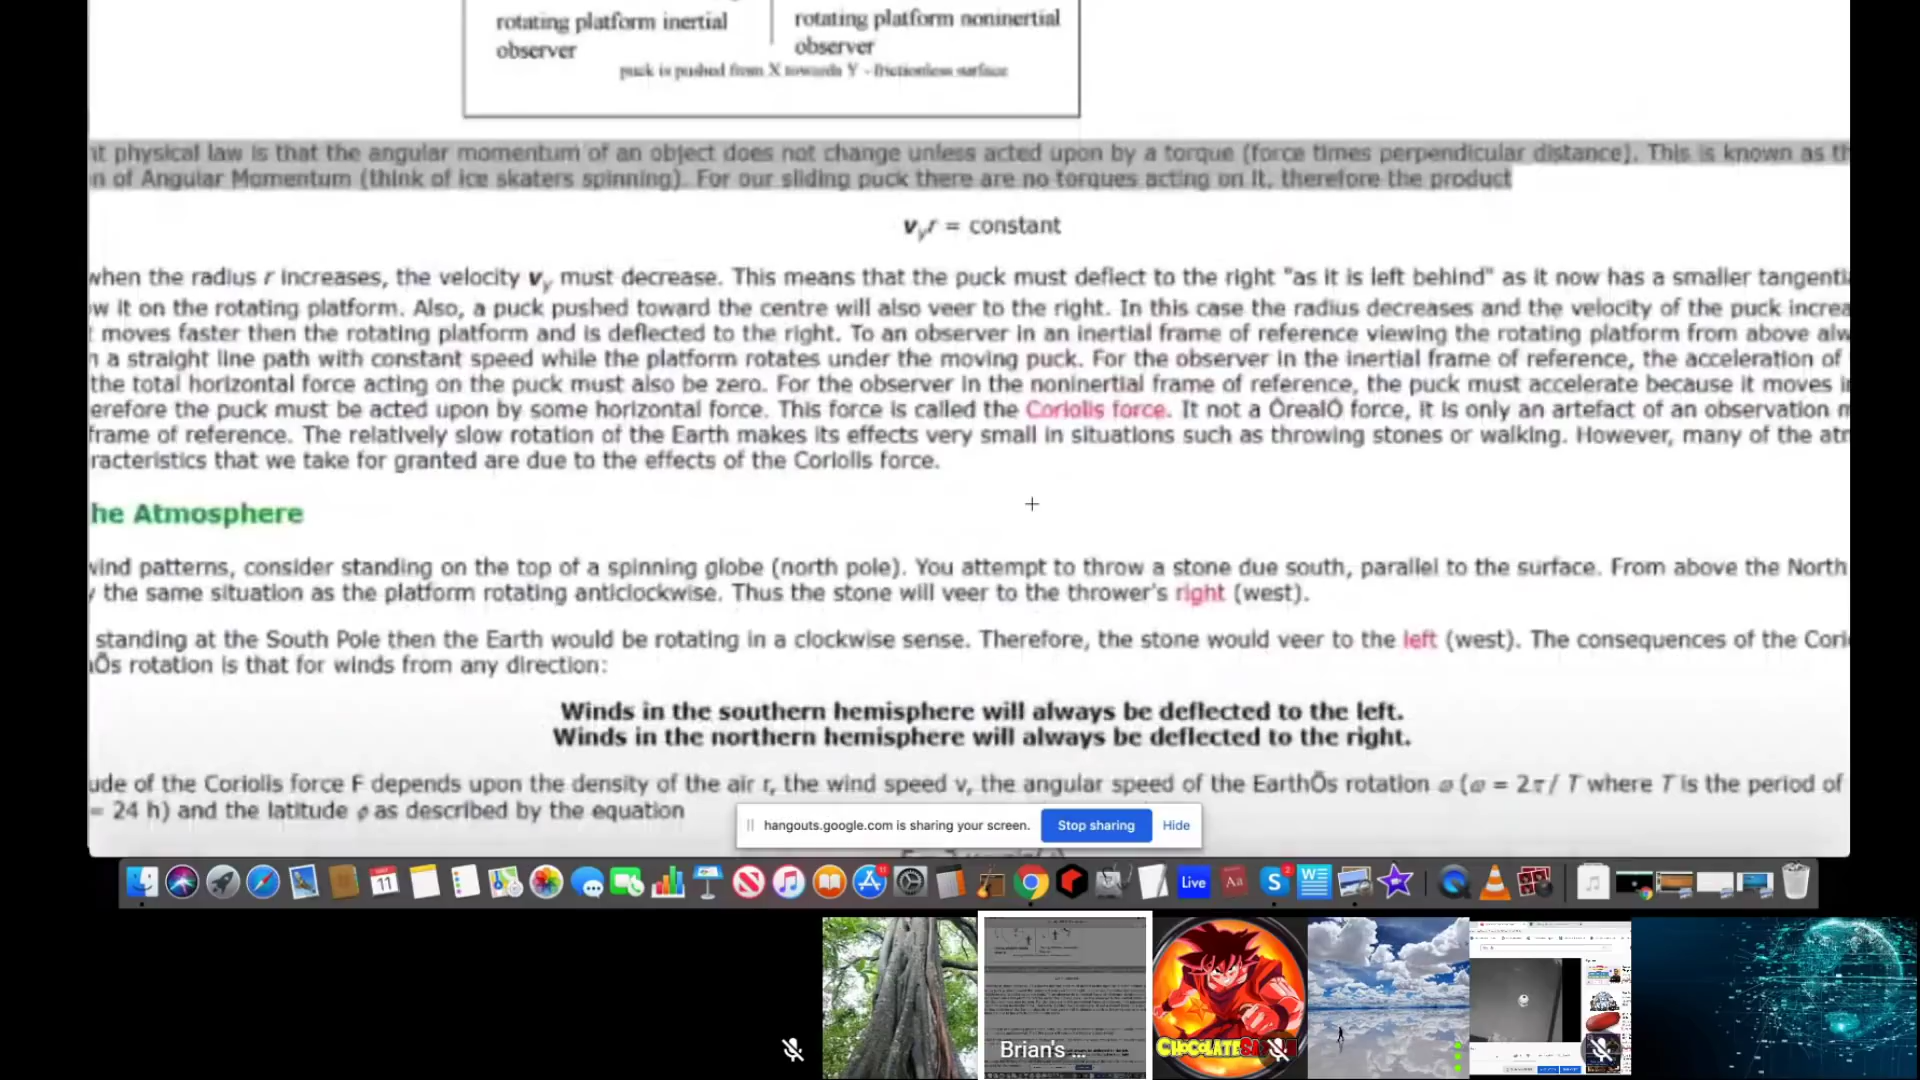 rotating platform inertial
observer
rotating platform noninertial
observer
puck is pushed from X towards Y - frictionless surface
nt physical law is that the angular momentum of an object does not change unless acted upon by a torque (force times perpendicular distance). This is known as th
n of Angular Momentum (think of ice skaters spinning). For our sliding puck there are no torques acting on it, therefore the product
vyr = constant
when the radius r increases, the velocity vy must decrease. This means that the puck must deflect to the right "as it is left behind" as it now has a smaller tangenti
ow it on the rotating platform. Also, a puck pushed toward the centre will also veer to the right. In this case the radius decreases and the velocity of the puck increa
t moves faster then the rotating platform and is deflected to the right. To an observer in an inertial frame of reference viewing the rotating platform from above alw
n a straight line path with constant speed while the platform rotates under the moving puck. For the observer in the inertial frame of reference, the acceleration of
the total horizontal force acting on the puck must also be zero. For the observer in the noninertial frame of reference, the puck must accelerate because it moves i
erefore the puck must be acted upon by some horizontal force. This force is called the Coriolis force. It not a ÒrealÓ force, it is only an artefact of an observation m
frame of reference. The relatively slow rotation of the Earth makes its effects very small in situations such as throwing stones or walking. However, many of the atm
racteristics that we take for granted are due to the effects of the Coriolis force.
he Atmosphere
wind patterns, consider standing on the top of a spinning globe (north pole). You attempt to throw a stone due south, parallel to the surface. From above the North
y the same situation as the platform rotating anticlockwise. Thus the stone will veer to the thrower's right (west).
standing at the South Pole then the Earth would be rotating in a clockwise sense. Therefore, the stone would veer to the left (west). The consequences of the Cori
hÕs rotation is that for winds from any direction:
Winds in the southern hemisphere will always be deflected to the left.
Winds in the northern hemisphere will always be deflected to the right.
ude of the Coriolis force F depends upon the density of the air r, the wind speed v, the angular speed of the EarthÕs rotation ω (ω = 2π/ T where T is the period of
= 24 h) and the latitude φ as described by the equation
hangouts.google.com is sharing your screen. Stop sharing Hide
11
Live
Aa
S 2
W
Brian's ...